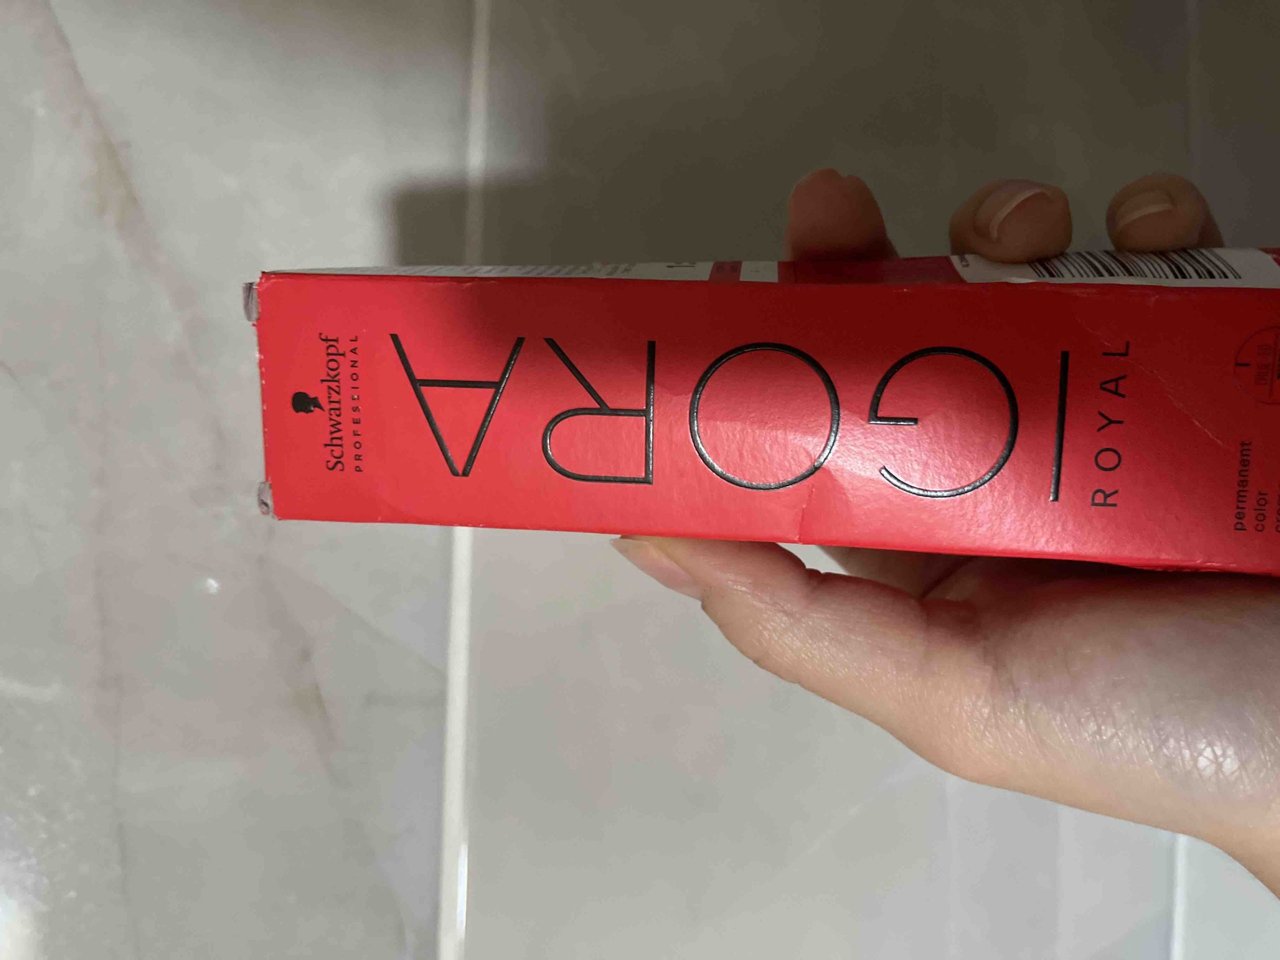 Schwarzkopf
PROFESSIONAL
IGORA
ROYAL
permanent
color